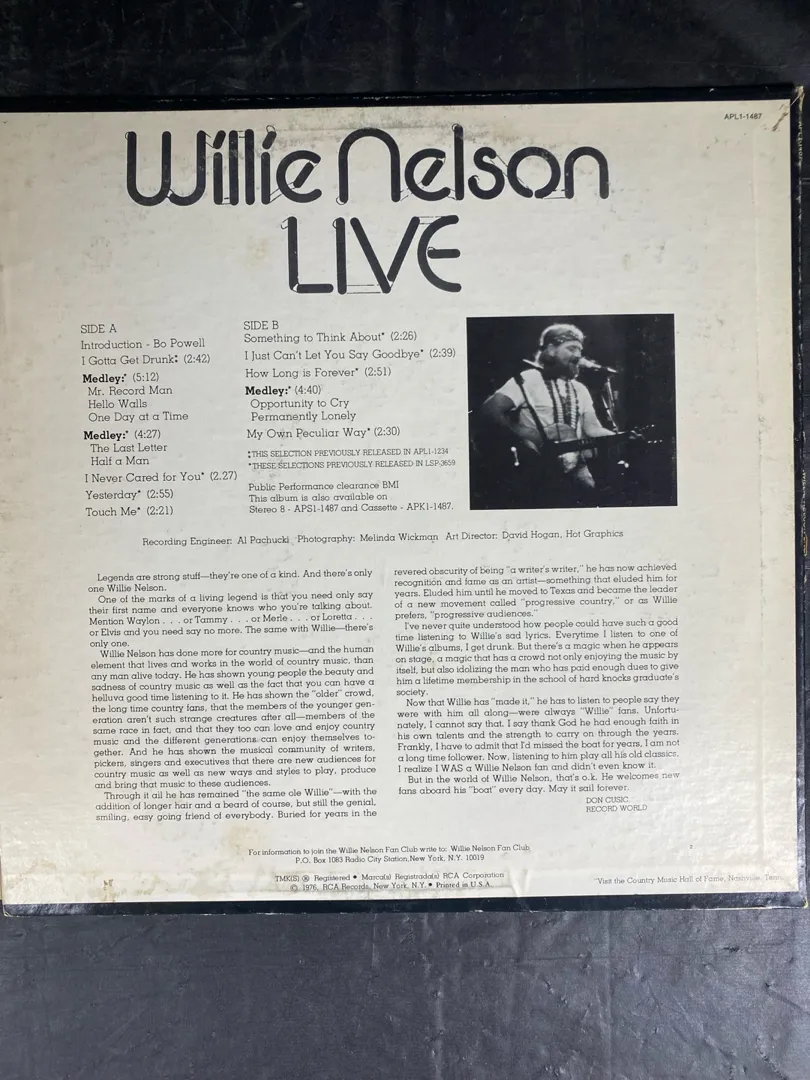 APL1-1487
Willie Nelson
LIVE
SIDE A
Introduction - Bo Powell
I Gotta Get Drunk‡ (2:42)
Medley:* (5:12)
Mr. Record Man
Hello Walls
One Day at a Time
Medley:* (4:27)
The Last Letter
Half a Man
I Never Cared for You* (2.27)
Yesterday* (2:55)
Touch Me* (2:21)
SIDE B
Something to Think About* (2:26)
I Just Can't Let You Say Goodbye* (2:39)
How Long is Forever* (2:51)
Medley:* (4:40)
Opportunity to Cry
Permanently Lonely
My Own Peculiar Way* (2:30)
‡THIS SELECTION PREVIOUSLY RELEASED IN APL1-1234
*THESE SELECTIONS PREVIOUSLY RELEASED IN LSP-3659
Public Performance clearance BMI
This album is also available on
Stereo 8 - APS1-1487 and Cassette - APK1-1487.
Recording Engineer: Al Pachucki Photography: Melinda Wickman Art Director: David Hogan, Hot Graphics
Legends are strong stuff—they're one of a kind. And there's only
one Willie Nelson.
One of the marks of a living legend is that you need only say
their first name and everyone knows who you're talking about.
Mention Waylon . . . or Tammy . . . or Merle . . . or Loretta . . .
or Elvis and you need say no more. The same with Willie—there's
only one.
Willie Nelson has done more for country music—and the human
element that lives and works in the world of country music, than
any man alive today. He has shown young people the beauty and
sadness of country music as well as the fact that you can have a
helluva good time listening to it. He has shown the "older" crowd,
the long time country fans, that the members of the younger gen-
eration aren't such strange creatures after all—members of the
same race in fact, and that they too can love and enjoy country
music and the different generations can enjoy themselves to-
gether. And he has shown the musical community of writers,
pickers, singers and executives that there are new audiences for
country music as well as new ways and styles to play, produce
and bring that music to these audiences.
Through it all he has remained "the same ole Willie"—with the
addition of longer hair and a beard of course, but still the genial,
smiling, easy going friend of everybody. Buried for years in the
revered obscurity of being "a writer's writer," he has now achieved
recognition and fame as an artist—something that eluded him for
years. Eluded him until he moved to Texas and became the leader
of a new movement called "progressive country," or as Willie
prefers, "progressive audiences."
I've never quite understood how people could have such a good
time listening to Willie's sad lyrics. Everytime I listen to one of
Willie's albums, I get drunk. But there's a magic when he appears
on stage, a magic that has a crowd not only enjoying the music by
itself, but also idolizing the man who has paid enough dues to give
him a lifetime membership in the school of hard knocks graduate's
society.
Now that Willie has "made it," he has to listen to people say they
were with him all along—were always "Willie" fans. Unfortu-
nately, I cannot say that. I say thank God he had enough faith in
his own talents and the strength to carry on through the years.
Frankly, I have to admit that I'd missed the boat for years, I am not
a long time follower. Now, listening to him play all his old classics,
I realize I WAS a Willie Nelson fan and didn't even know it.
But in the world of Willie Nelson, that's o.k. He welcomes new
fans aboard his "boat" every day. May it sail forever.
DON CUSIC
RECORD WORLD
For information to join the Willie Nelson Fan Club write to: Willie Nelson Fan Club
P.O. Box 1083 Radio City Station, New York, N.Y. 10019
2
TMK(S) ® Registered • Marca(s) Registrada(s) RCA Corporation
© 1976, RCA Records, New York, N.Y. • Printed in U.S.A.
"Visit the Country Music Hall of Fame, Nashville, Tenn.